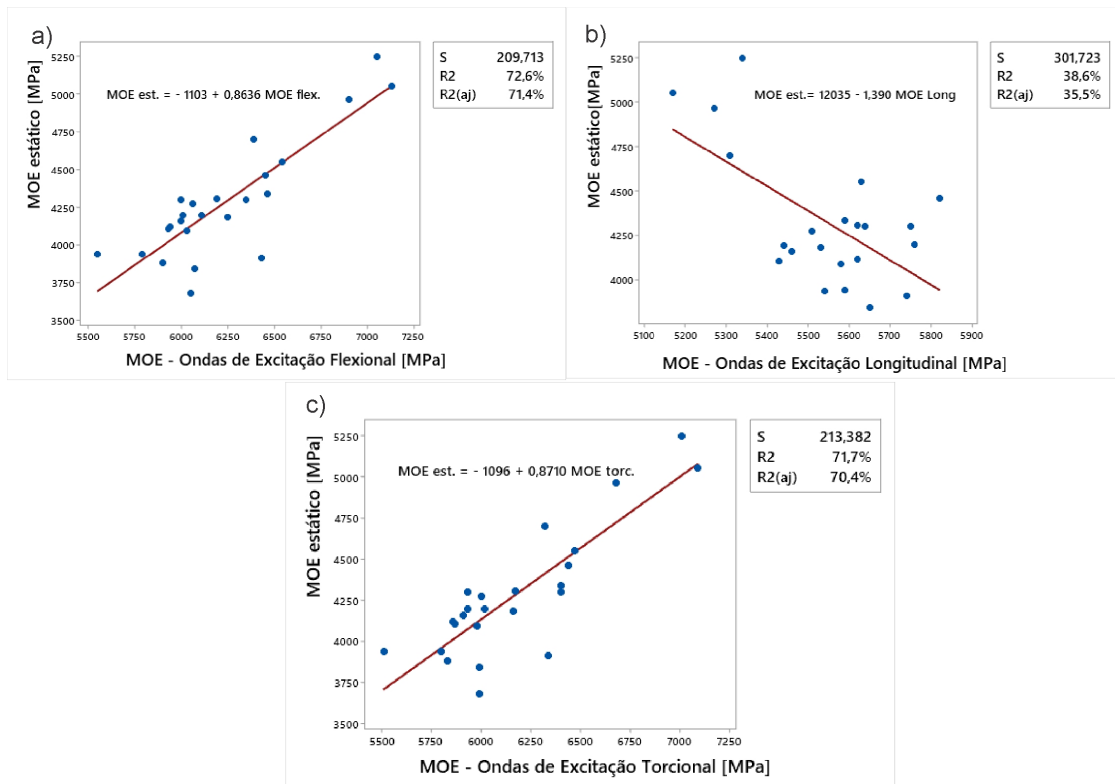 a)
MOE estático [MPa]
5250
5000
4750
4500
4250
4000
3750
3500
MOE est. = - 1103 + 0,8636 MOE flex.
S 209,713
R2 72,6%
R2(aj) 71,4%
5500 5750 6000 6250 6500 6750 7000 7250
MOE - Ondas de Excitação Flexional [MPa]
b)
MOE estático[MPa]
5250
5000
4750
4500
4250
4000
MOE est.= 12035 - 1,390 MOE Long
S 301,723
R2 38,6%
R2(aj) 35,5%
5100 5200 5300 5400 5500 5600 5700 5800 5900
MOE - Ondas de Excitação Longitudinal [MPa]
c)
MOE estático [MPa]
5250
5000
4750
4500
4250
4000
3750
3500
MOE est. = - 1096 + 0,8710 MOE torc.
S 213,382
R2 71,7%
R2(aj) 70,4%
5500 5750 6000 6250 6500 6750 7000 7250
MOE - Ondas de Excitação Torcional [MPa]